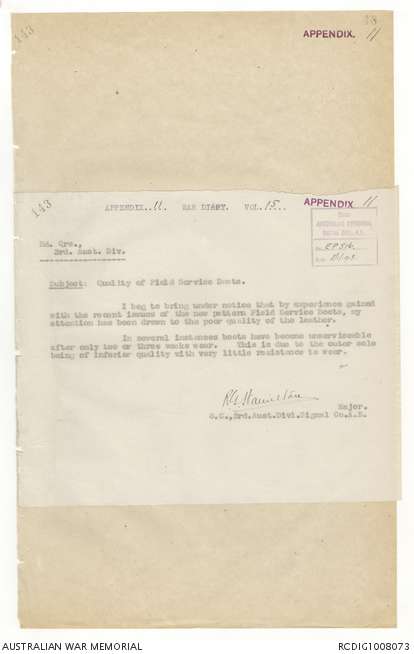 143
APPENDIX. 11
143
APPENDIX 11 WAR DIARY. VOL. 15
APPENDIX 11
Hd. Qrs.,
3rd. Aust. Div.
Subject: Quality of Field Service Boots.
I beg to bring under notice that by experience gained
with the recent issues of the new pattern Field Service Boots, my
attention has been drawn to the poor quality of the leather.
In several instances boots have become unserviceable
after only two or three weeks wear. This is due to the outer sole
being of inferior quality with very little resistance to wear.
Major.
O.C., 3rd.Aust.Divl.Signal Co.A.E.
AUSTRALIAN WAR MEMORIAL
RCDIG1008073